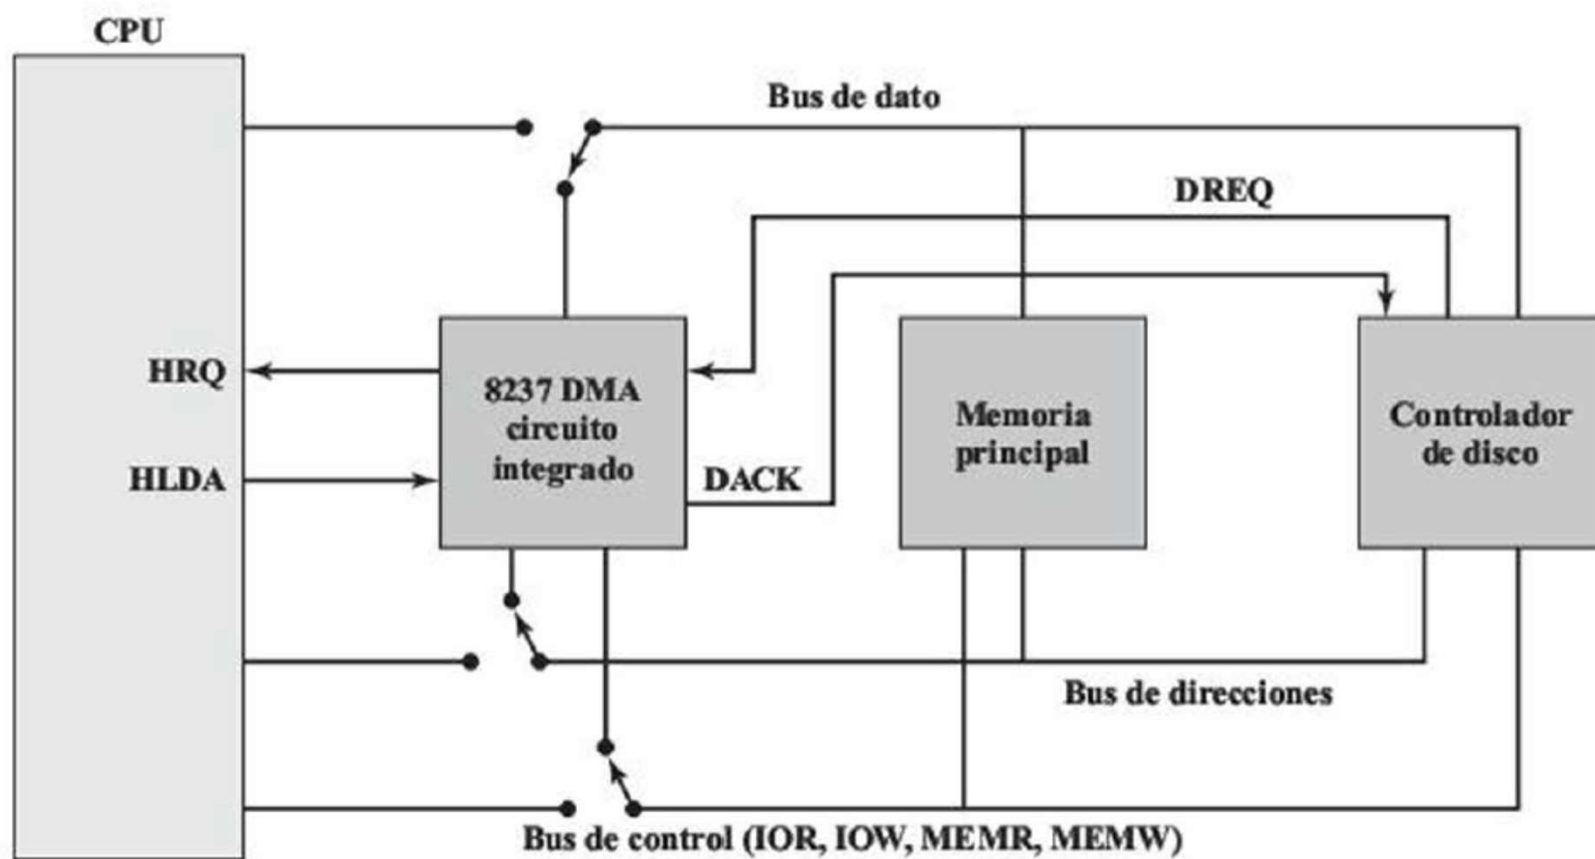 CPU
Bus de dato
DREQ
HRQ
8237 DMA
circuito
integrado
Memoria
principal
Controlador
de disco
HLDA
DACK
Bus de direcciones
Bus de control (IOR, IOW, MEMR, MEMW)